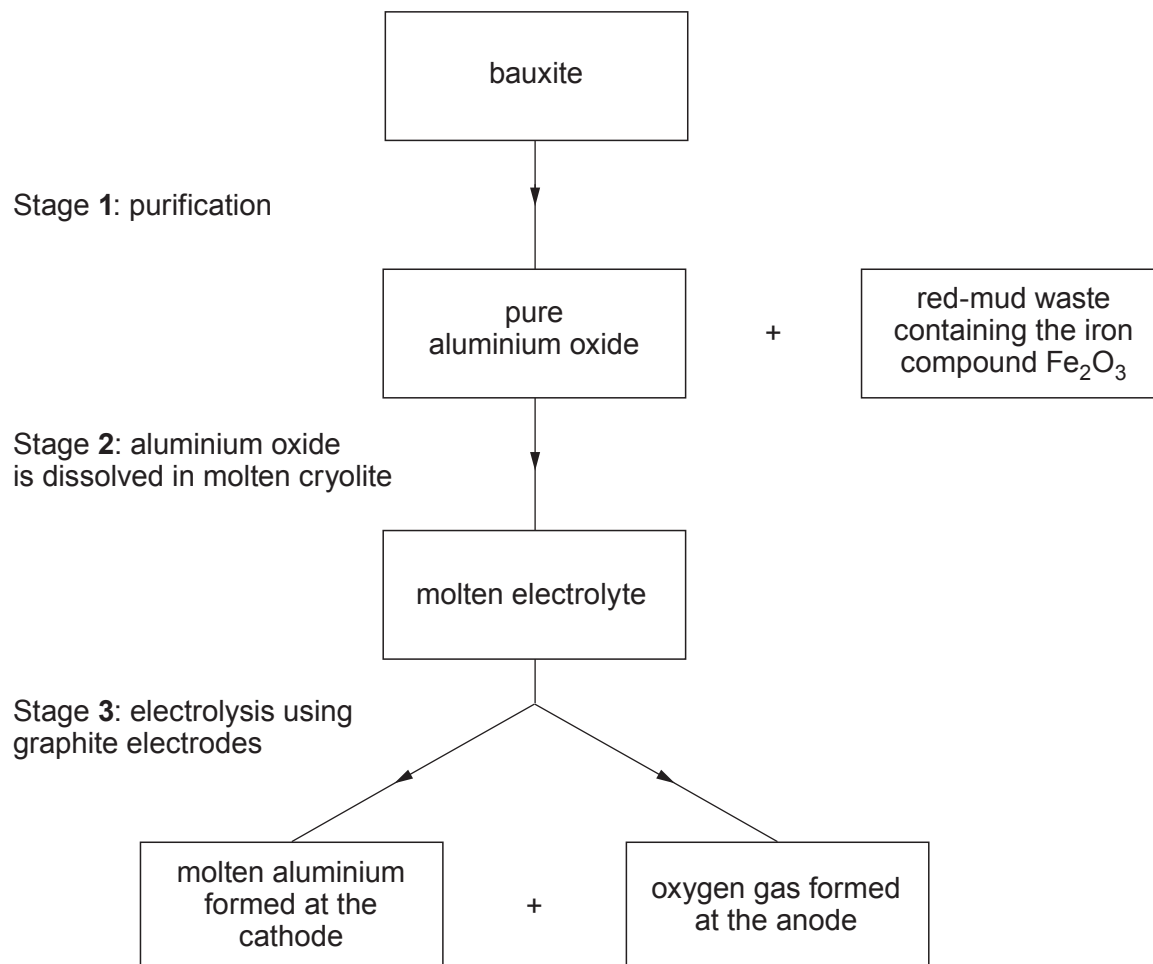 bauxite
Stage 1: purification
pure
aluminium oxide
+
red-mud waste
containing the iron
compound Fe₂O₃
Stage 2: aluminium oxide
is dissolved in molten cryolite
molten electrolyte
Stage 3: electrolysis using
graphite electrodes
molten aluminium
formed at the
cathode
+
oxygen gas formed
at the anode